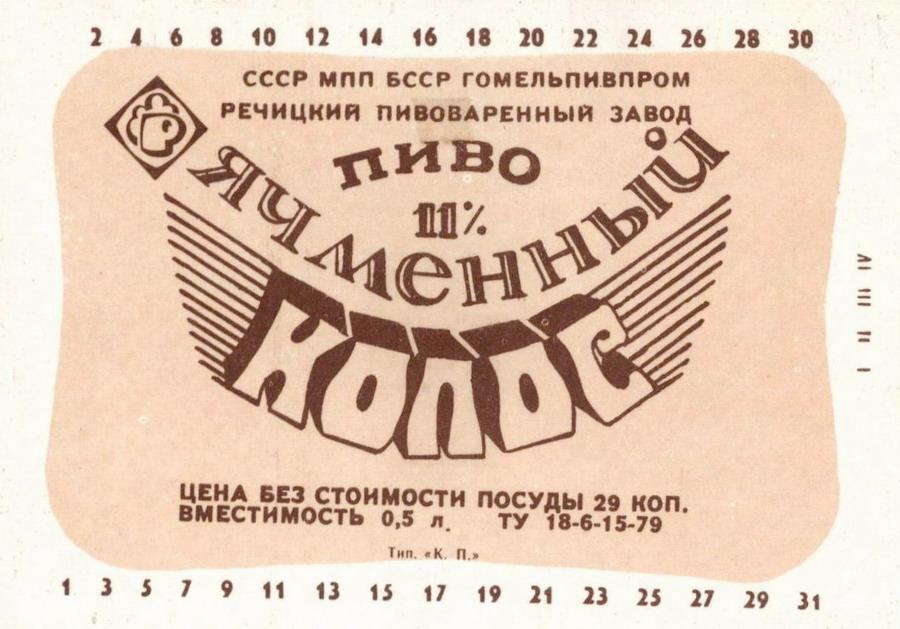 2 4 6 8 10 12 14 16 18 20 22 24 26 28 30
СССР МПП БССР ГОМЕЛЬПИВПРОМ
РЕЧИЦКИЙ ПИВОВАРЕННЫЙ ЗАВОД
ПИВО
11%
ЯЧМЕННЫЙ
КОЛОС
ЦЕНА БЕЗ СТОИМОСТИ ПОСУДЫ 29 КОП.
ВМЕСТИМОСТЬ 0,5 л. ТУ 18-6-15-79
Тип. «К. П.»
1 3 5 7 9 11 13 15 17 19 21 23 25 27 29 31
I II III IV